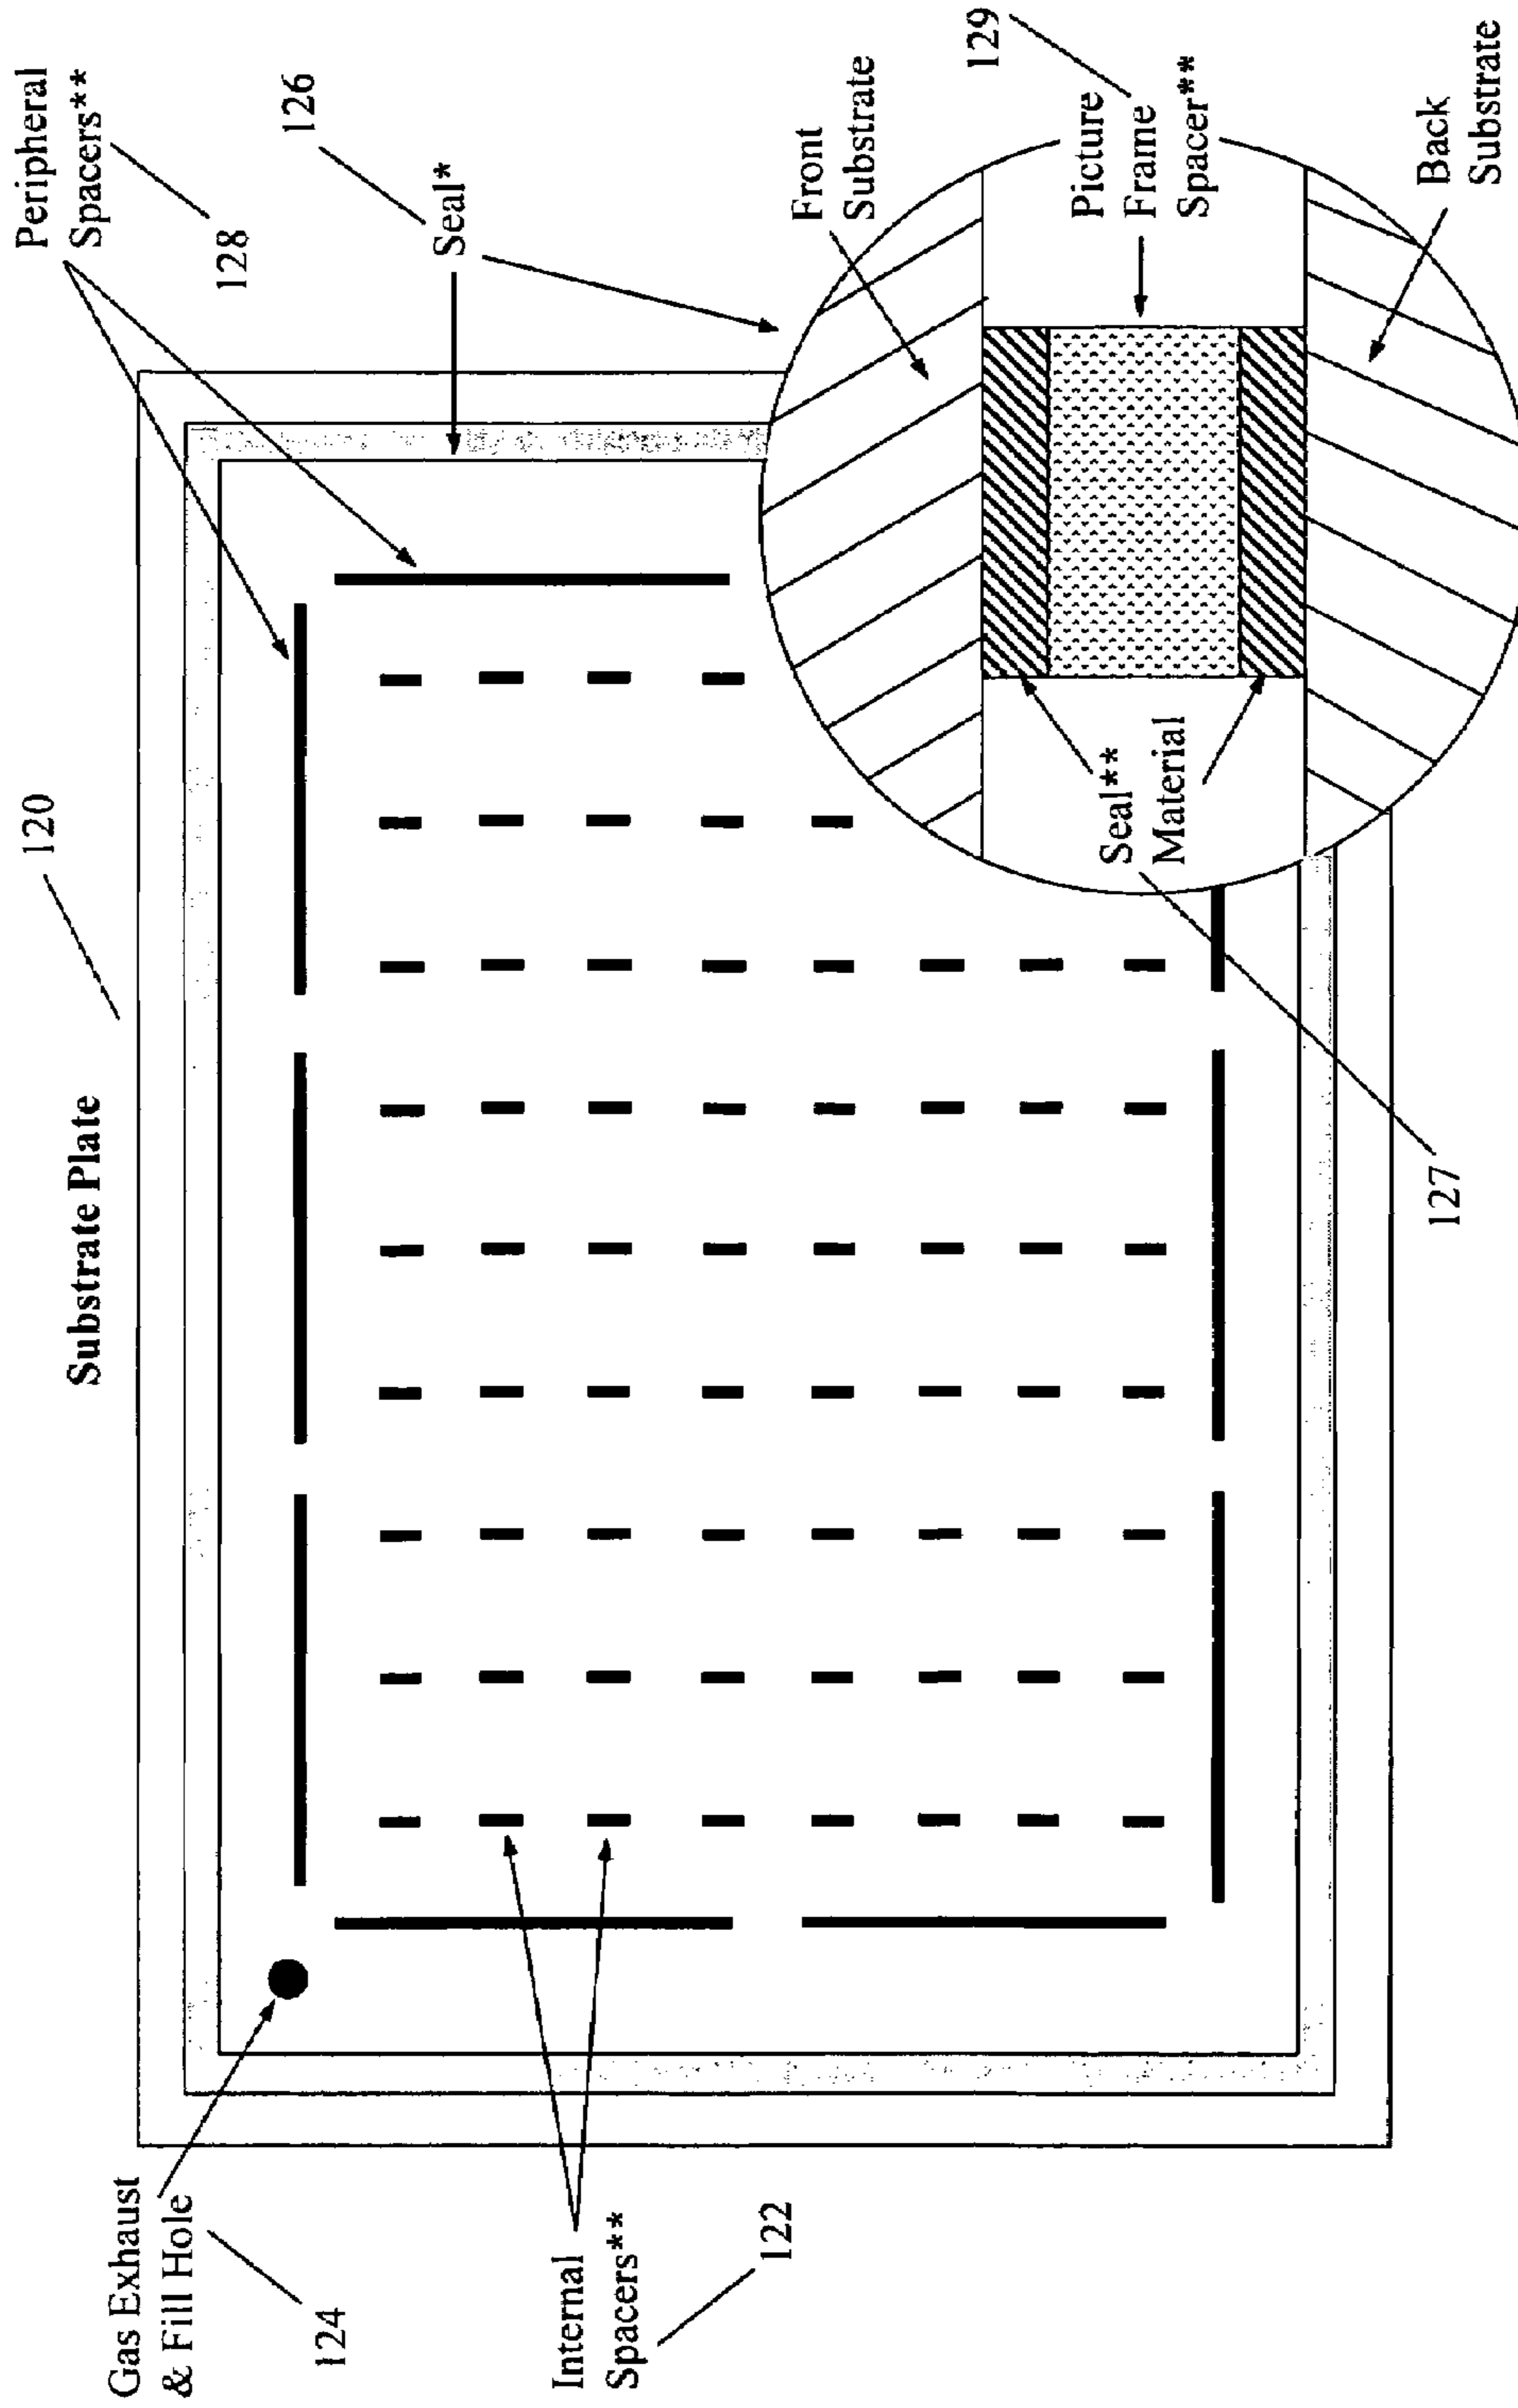 Substrate Plate
120
Gas Exhaust
& Fill Hole
124
Internal
Spacers**
122
Peripheral
Spacers**
128
126
Seal*
Front
Substrate
129
Picture
Frame
Spacer**
Back
Substrate
Seal**
Material
127